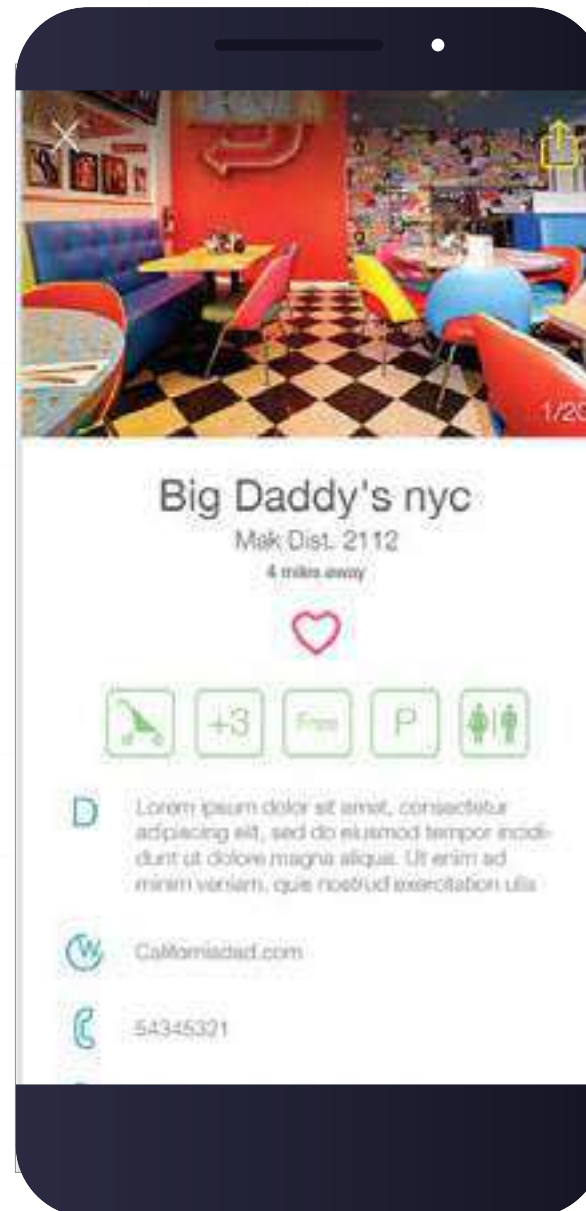 1/20
Big Daddy's nyc
Mak Dist. 2112
4 miles away
+3
Free
P
D
Lorem ipsum dolor sit amet, consectetur
adipiscing elit, sed do eiusmod tempor incidi-
dunt ut dolore magna aliqua. Ut enim ad
minim veniam, quis nostrud exercitation ulla
W
Californiadad.com
54345321